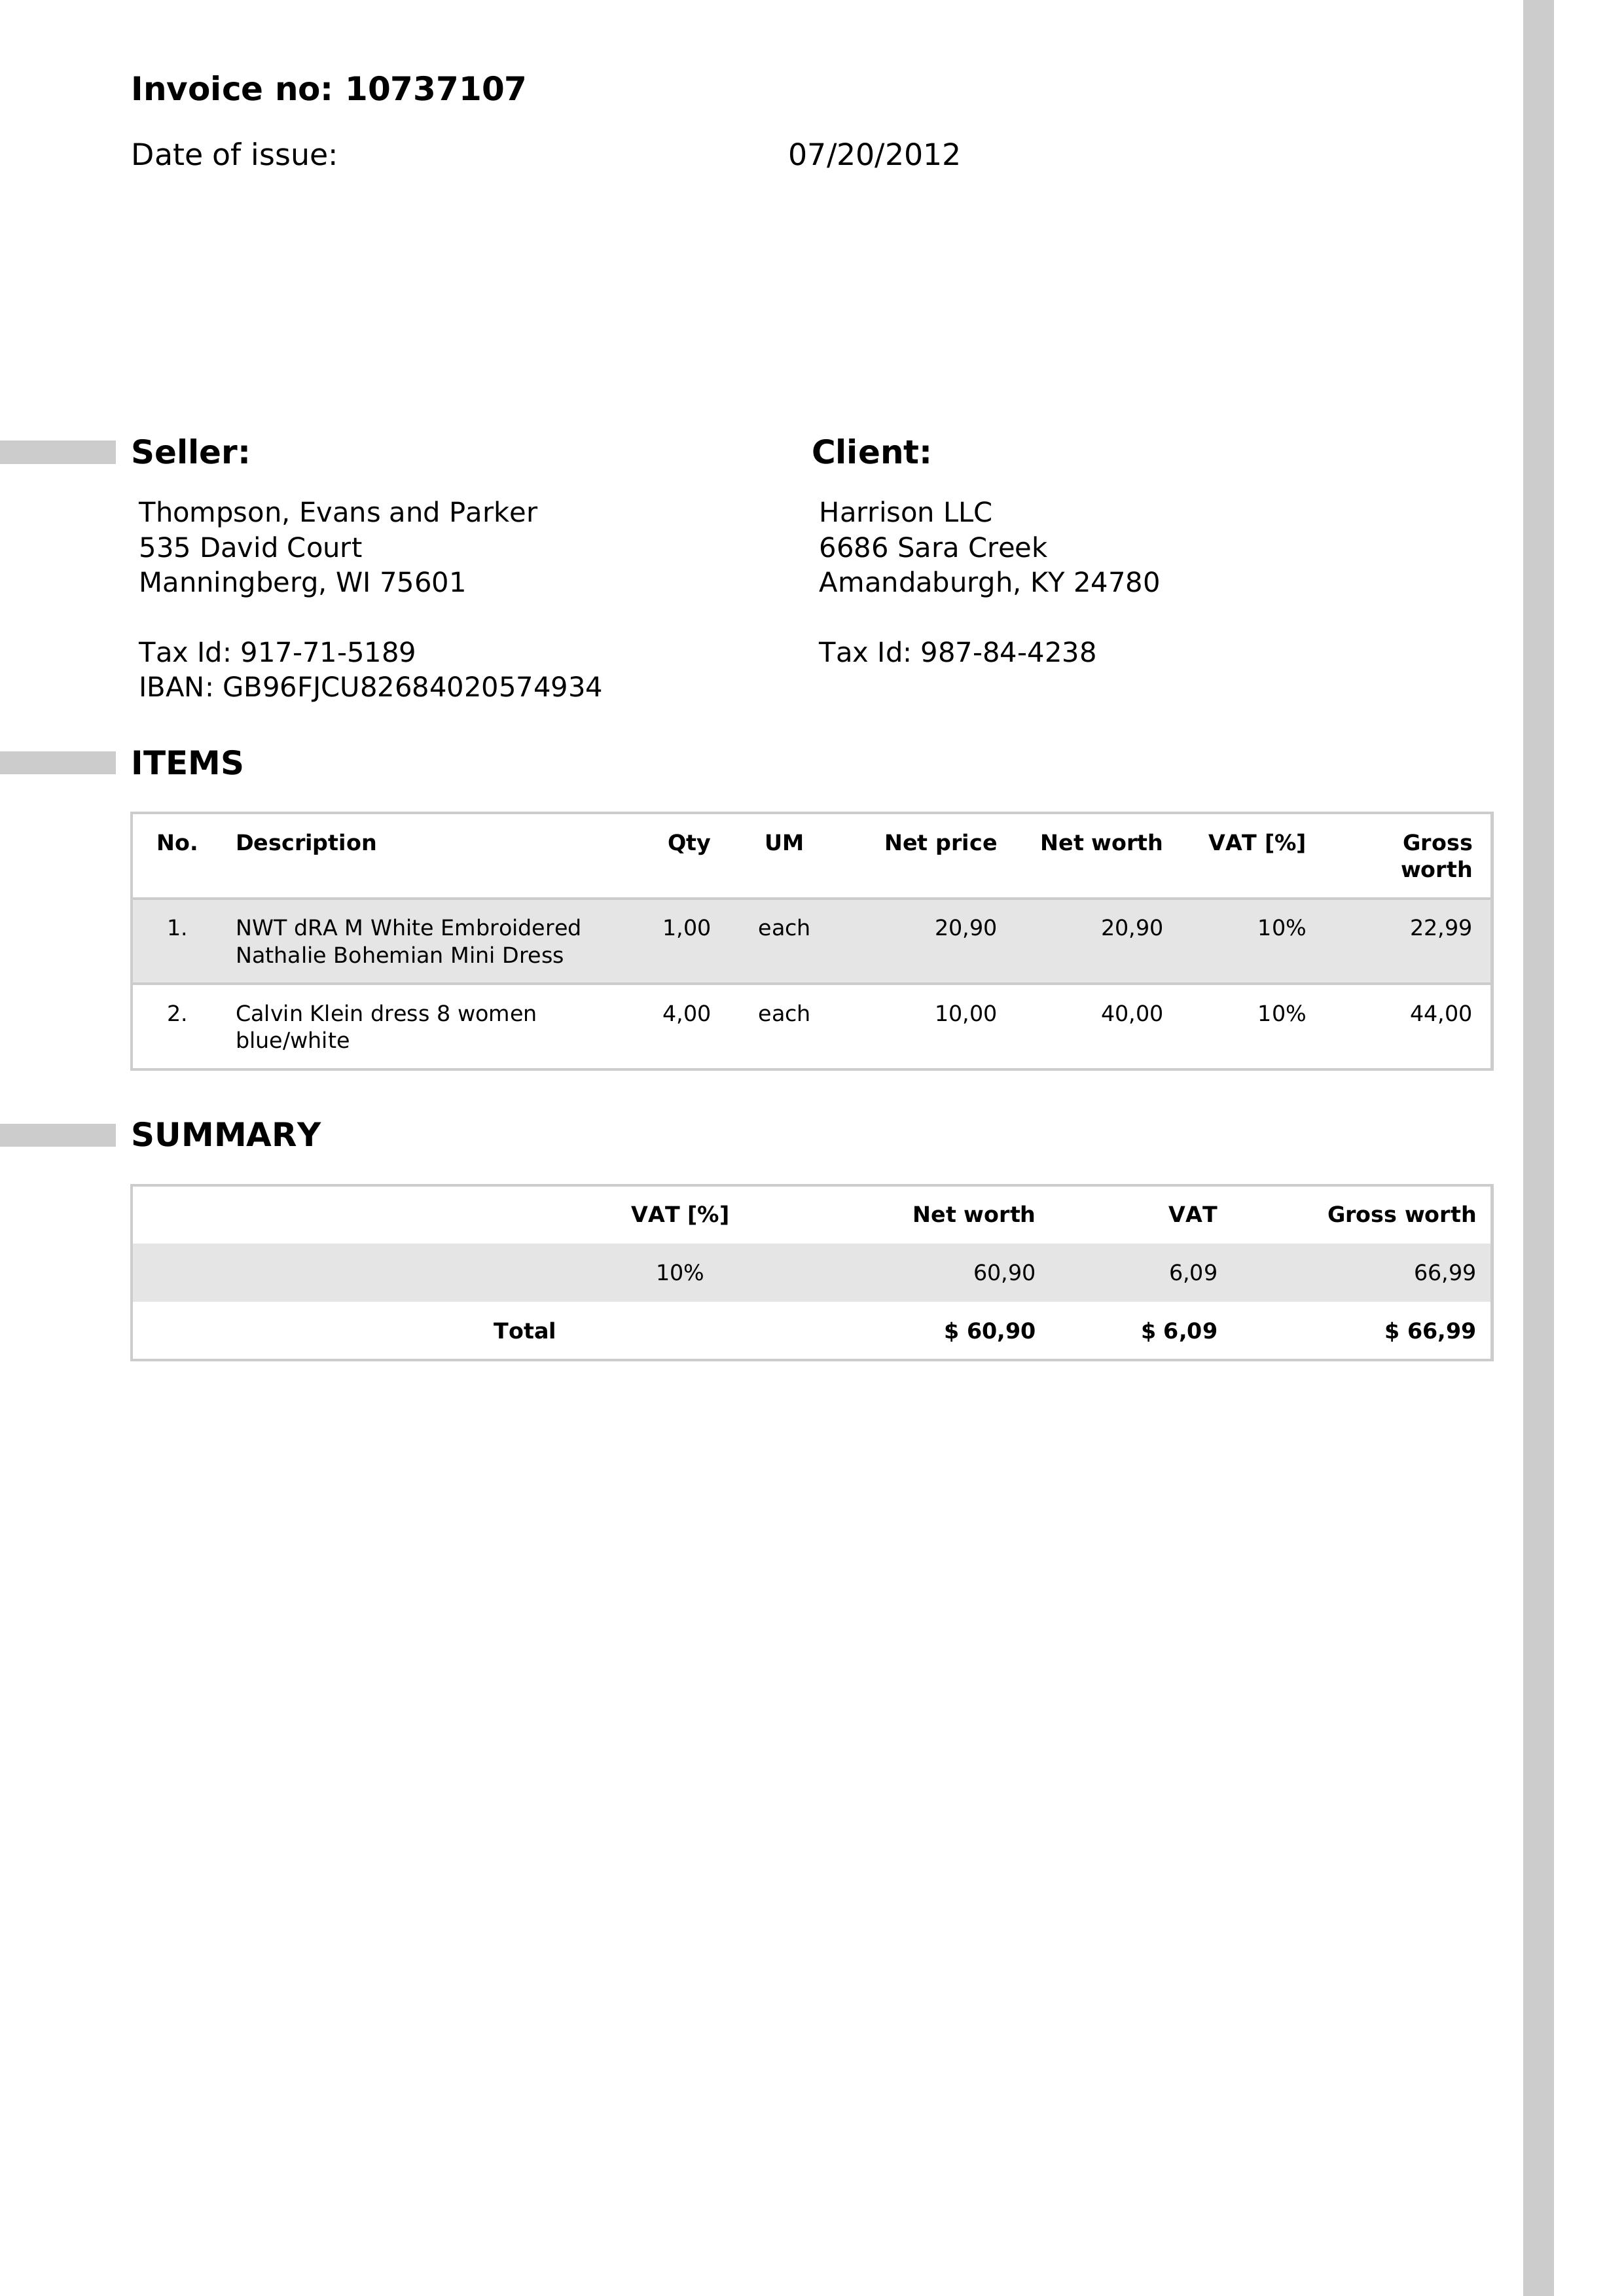 Invoice no: 10737107
Date of issue: 07/20/2012
Seller:
Thompson, Evans and Parker
535 David Court
Manningberg, WI 75601
Tax Id: 917-71-5189
IBAN: GB96FJCU82684020574934
Client:
Harrison LLC
6686 Sara Creek
Amandaburgh, KY 24780
Tax Id: 987-84-4238
ITEMS
No. Description Qty UM Net price Net worth VAT [%] Gross
worth
1. NWT dRA M White Embroidered 1,00 each 20,90 20,90 10% 22,99
Nathalie Bohemian Mini Dress
2. Calvin Klein dress 8 women 4,00 each 10,00 40,00 10% 44,00
blue/white
SUMMARY
VAT [%] Net worth VAT Gross worth
10% 60,90 6,09 66,99
Total $ 60,90 $ 6,09 $ 66,99